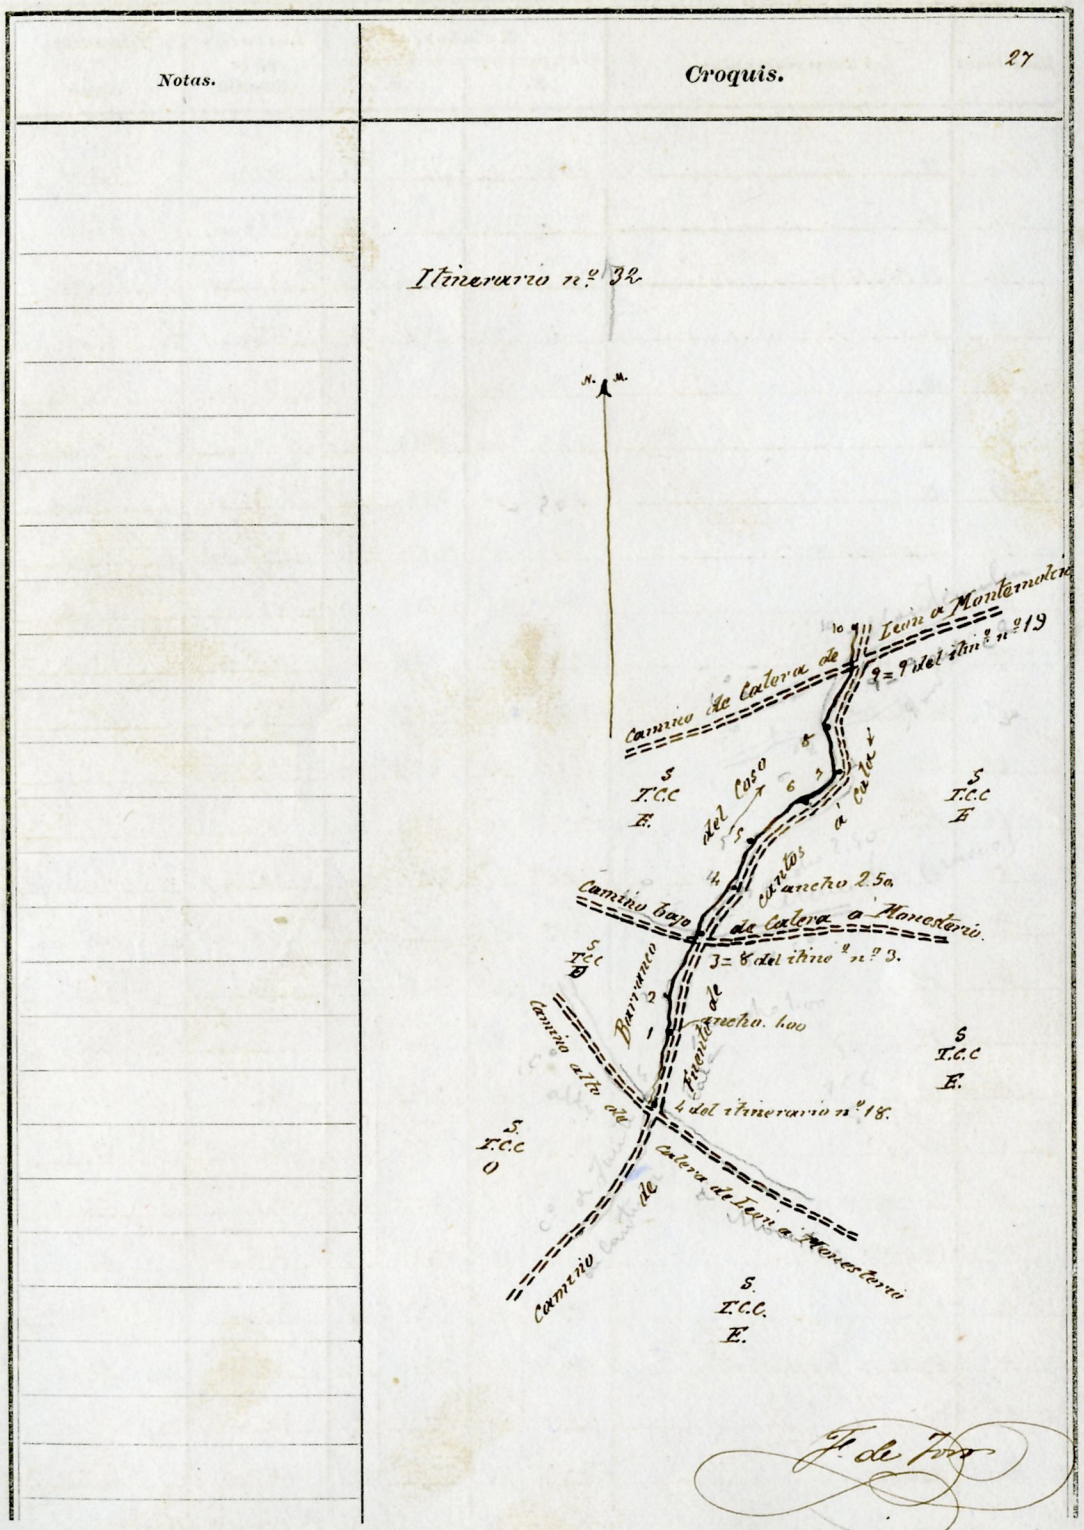 27
Notas.
Croquis.
Itinerario nº 32
N. M.
10
Camino de Calera de León a Montemolin
9 = 9 del itinº nº 19
8
7
6
5
4
S
T.C.C
E.
S
T.C.C
E
Barranco del Coso
Camino de Fuente de Cantos á Cala
ancho 2.50
Camino bajo de Calera a Monesterio.
3 = 8 del itinº nº 3.
S
T.C.C
2
1
ancho. 1.00
S
T.C.C
E.
Camino alto de Calera de León a Monesterio
4 del itinerario nº 18.
S.
T.C.C
O
S.
T.C.C.
E.
F. de Toro